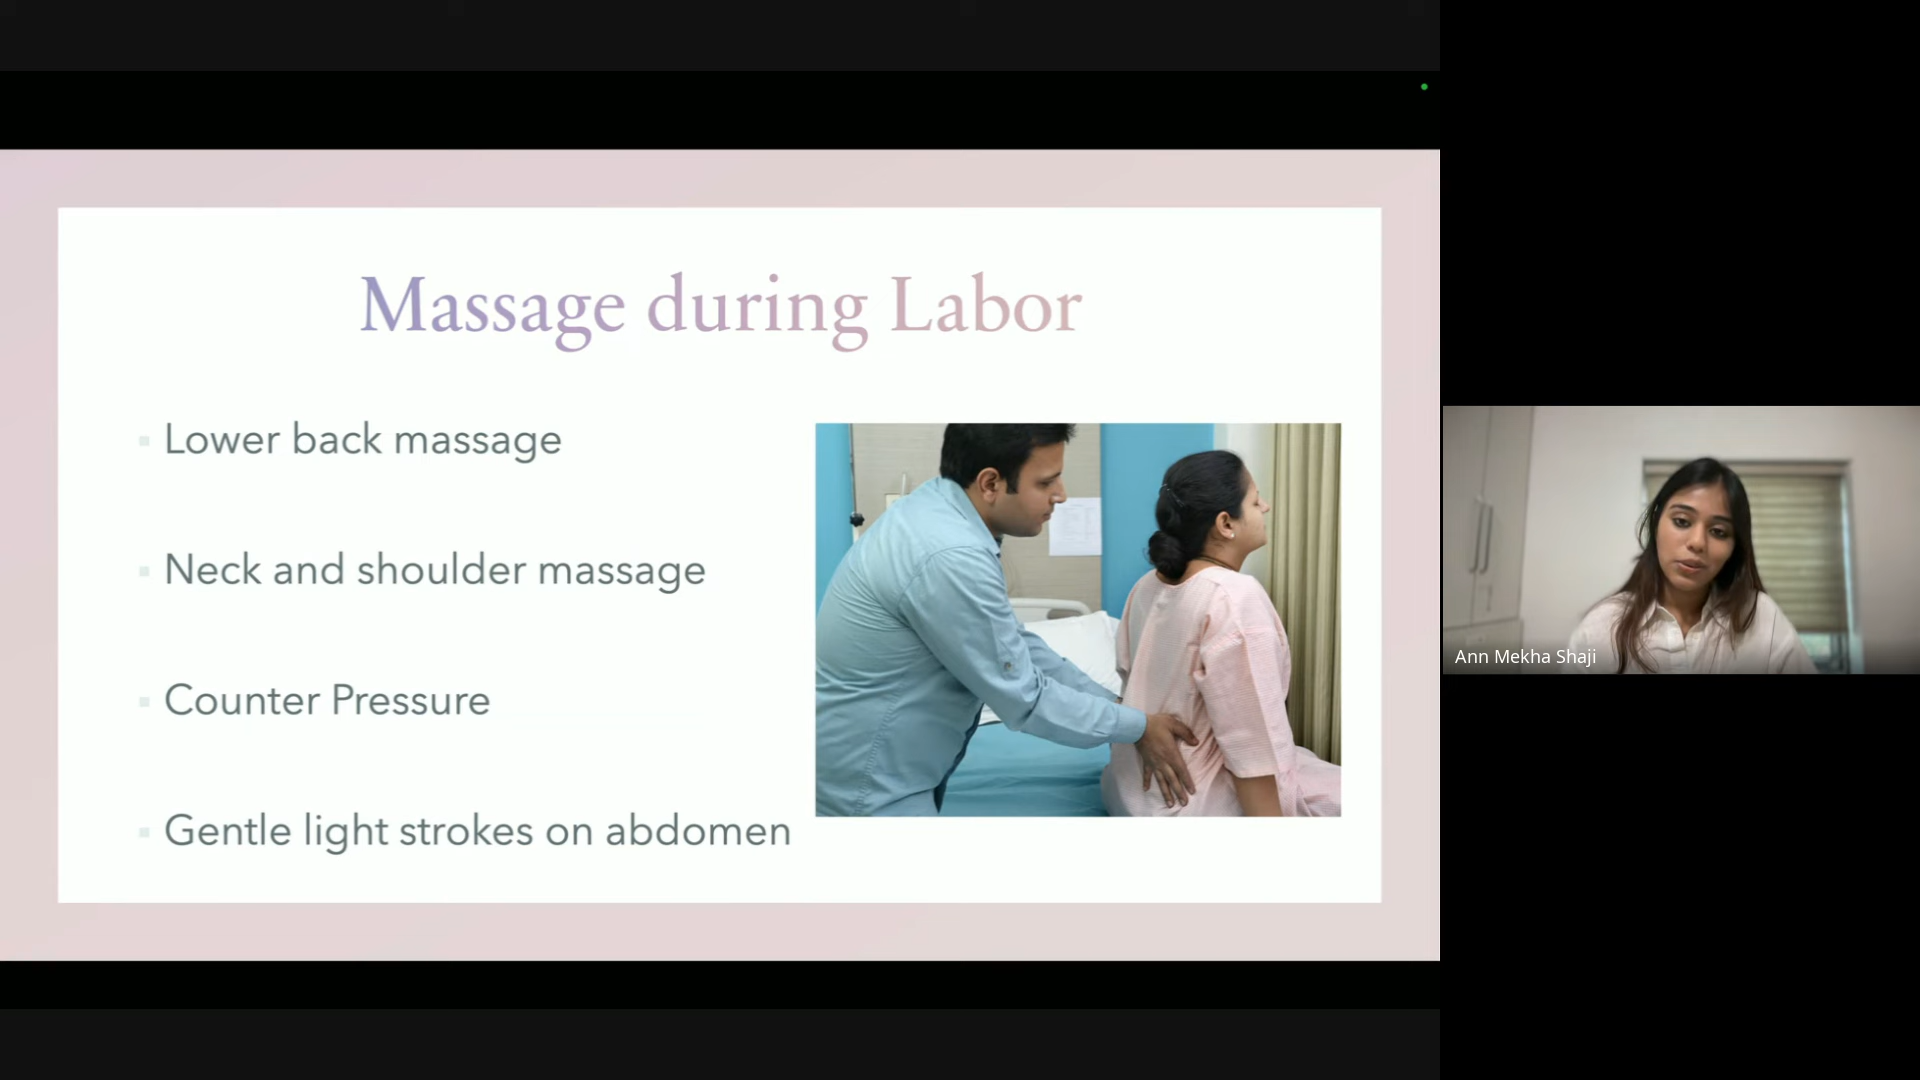 Massage during Labor
Lower back massage
Neck and shoulder massage
Counter Pressure
Gentle light strokes on abdomen
Ann Mekha Shaji